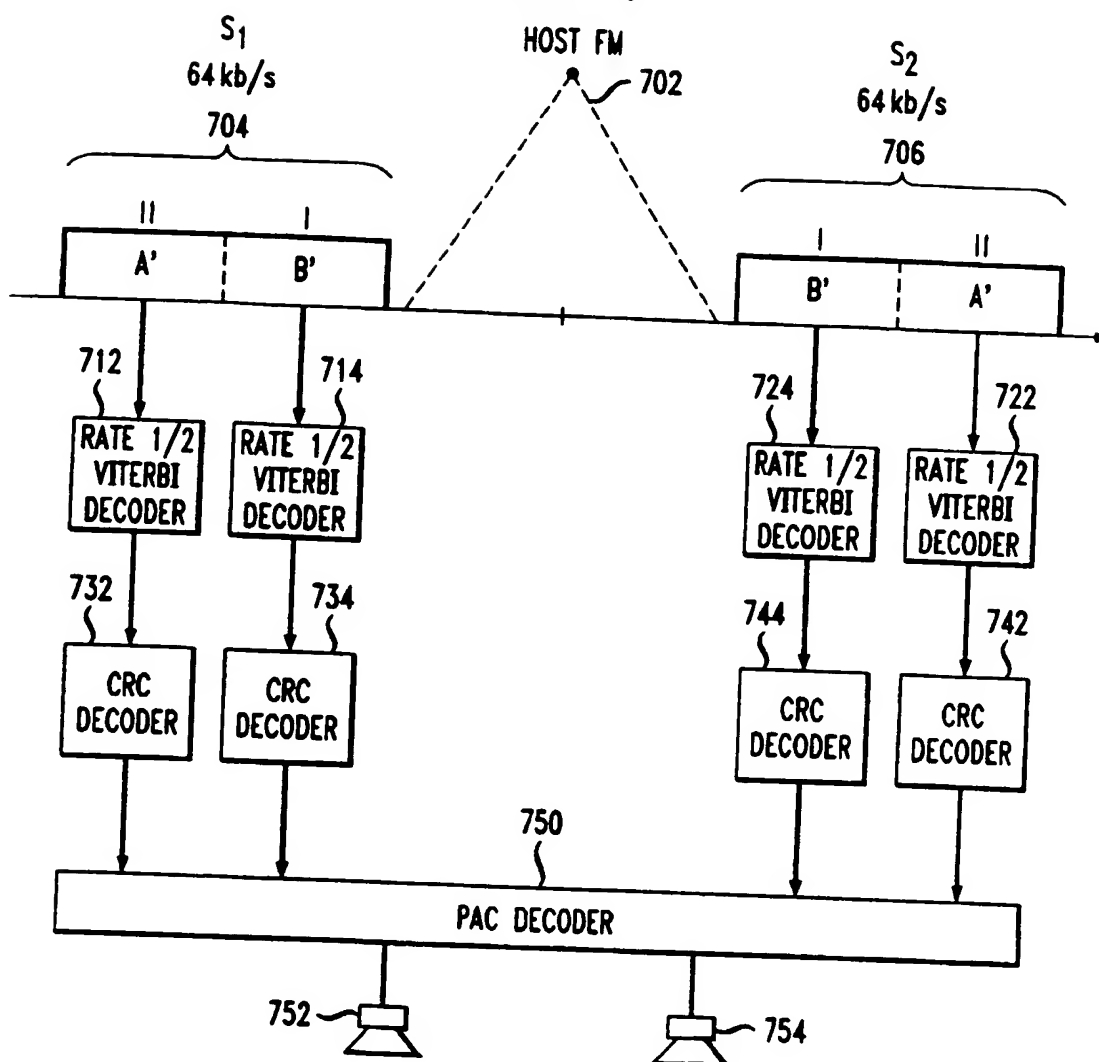 S1
64 kb/s
704
HOST FM
702
S2
64 kb/s
706
II
I
I
II
A'
B'
B'
A'
712
714
724
722
RATE 1/2
VITERBI
DECODER
RATE 1/2
VITERBI
DECODER
RATE 1/2
VITERBI
DECODER
RATE 1/2
VITERBI
DECODER
732
734
744
742
CRC
DECODER
CRC
DECODER
CRC
DECODER
CRC
DECODER
750
PAC DECODER
752
754